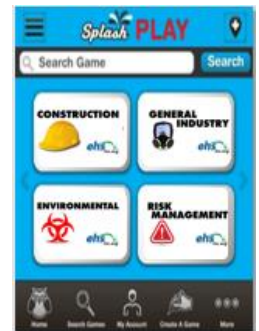 Splash PLAY
Search Game
Search
CONSTRUCTION
ehs
GENERAL
INDUSTRY
ehs
ENVIRONMENTAL
ehs
RISK
MANAGEMENT
ehs
Home
Search Games
My Account
Create A Game
More